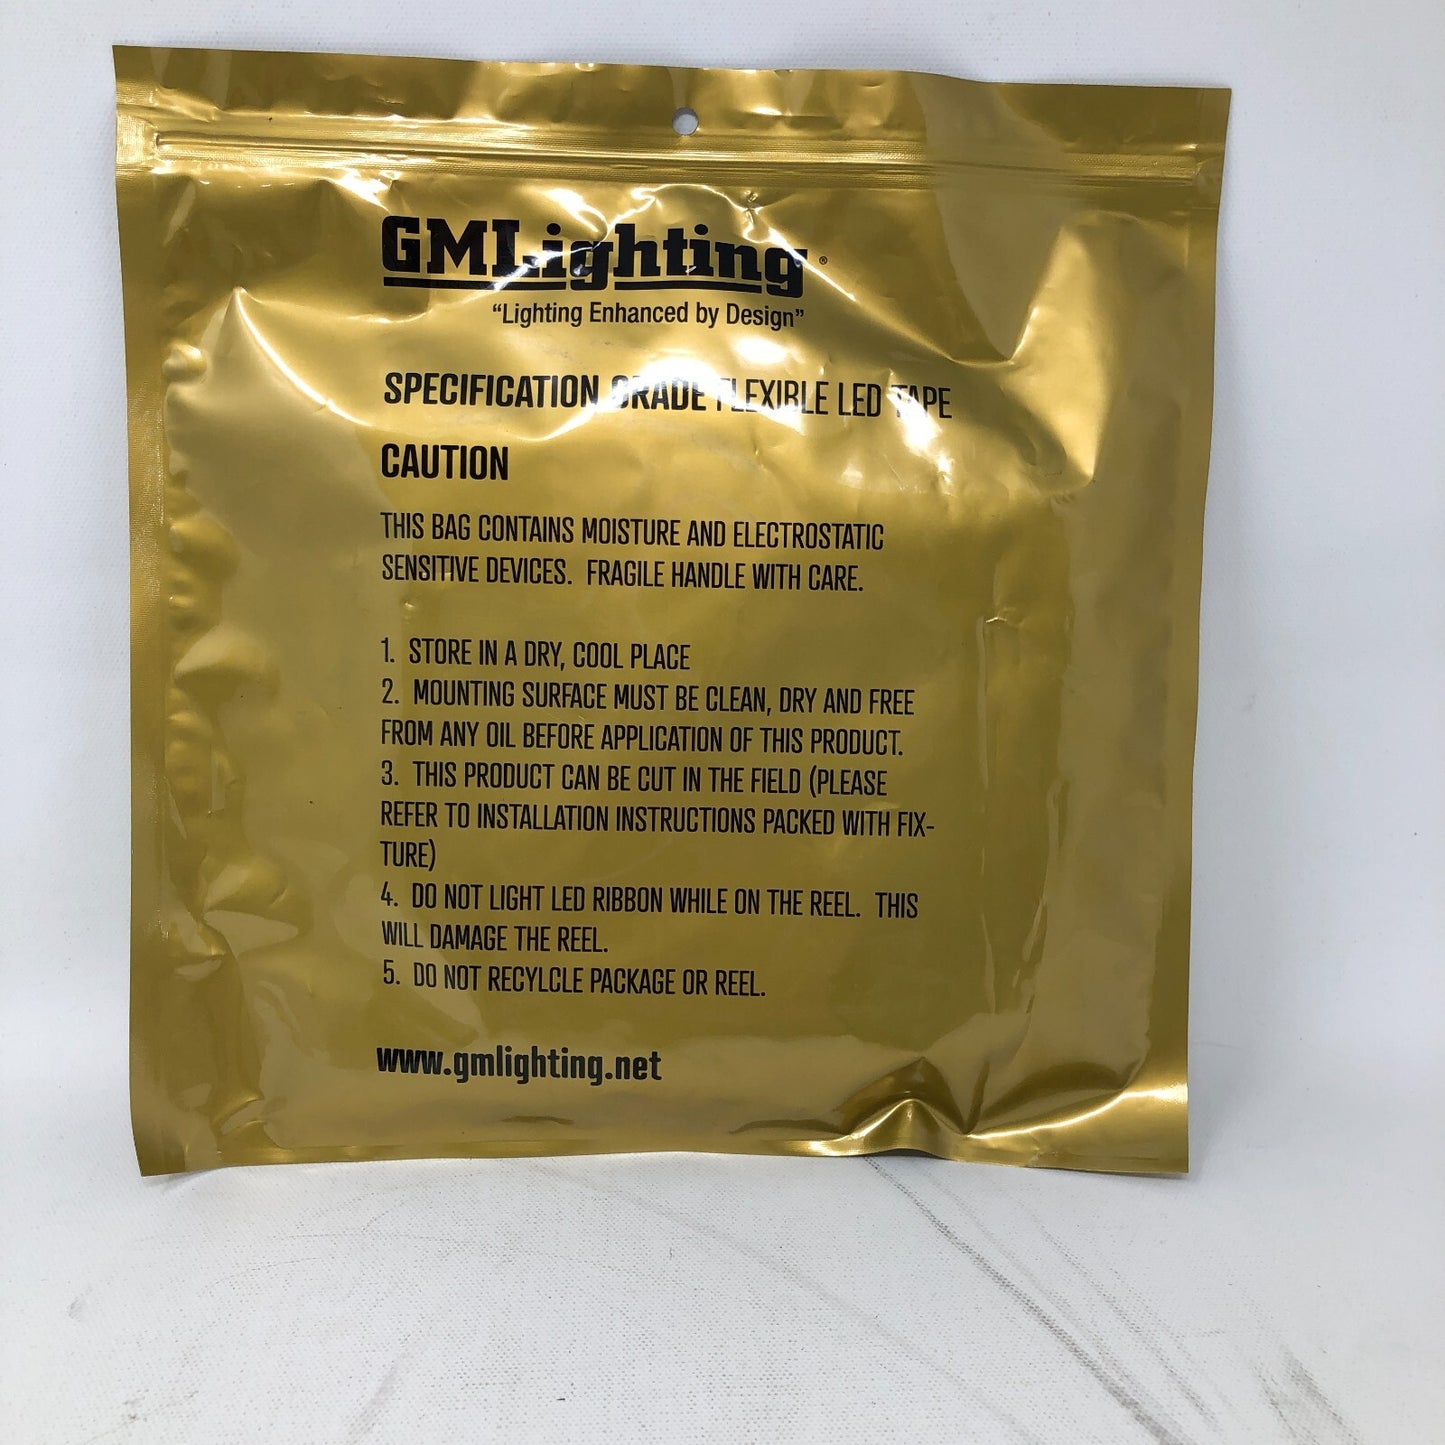 GMLighting®
“Lighting Enhanced by Design”
SPECIFICATION GRADE FLEXIBLE LED TAPE
CAUTION
THIS BAG CONTAINS MOISTURE AND ELECTROSTATIC
SENSITIVE DEVICES. FRAGILE HANDLE WITH CARE.
1. STORE IN A DRY, COOL PLACE
2. MOUNTING SURFACE MUST BE CLEAN, DRY AND FREE
FROM ANY OIL BEFORE APPLICATION OF THIS PRODUCT.
3. THIS PRODUCT CAN BE CUT IN THE FIELD (PLEASE
REFER TO INSTALLATION INSTRUCTIONS PACKED WITH FIX-
TURE)
4. DO NOT LIGHT LED RIBBON WHILE ON THE REEL. THIS
WILL DAMAGE THE REEL.
5. DO NOT RECYLCLE PACKAGE OR REEL.
www.gmlighting.net